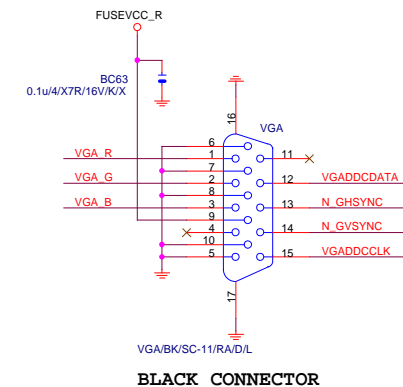 FUSEVCC_R
BC63
0.1u/4/X7R/16V/K/X
16
VGA
6
VGA_R 1 11
7
VGA_G 2 12 VGADDCDATA
8
VGA_B 3 13 N_GHSYNC
9
4 14 N_GVSYNC
10
5 15 VGADDCCLK
17
VGA/BK/SC-11/RA/D/L
BLACK CONNECTOR